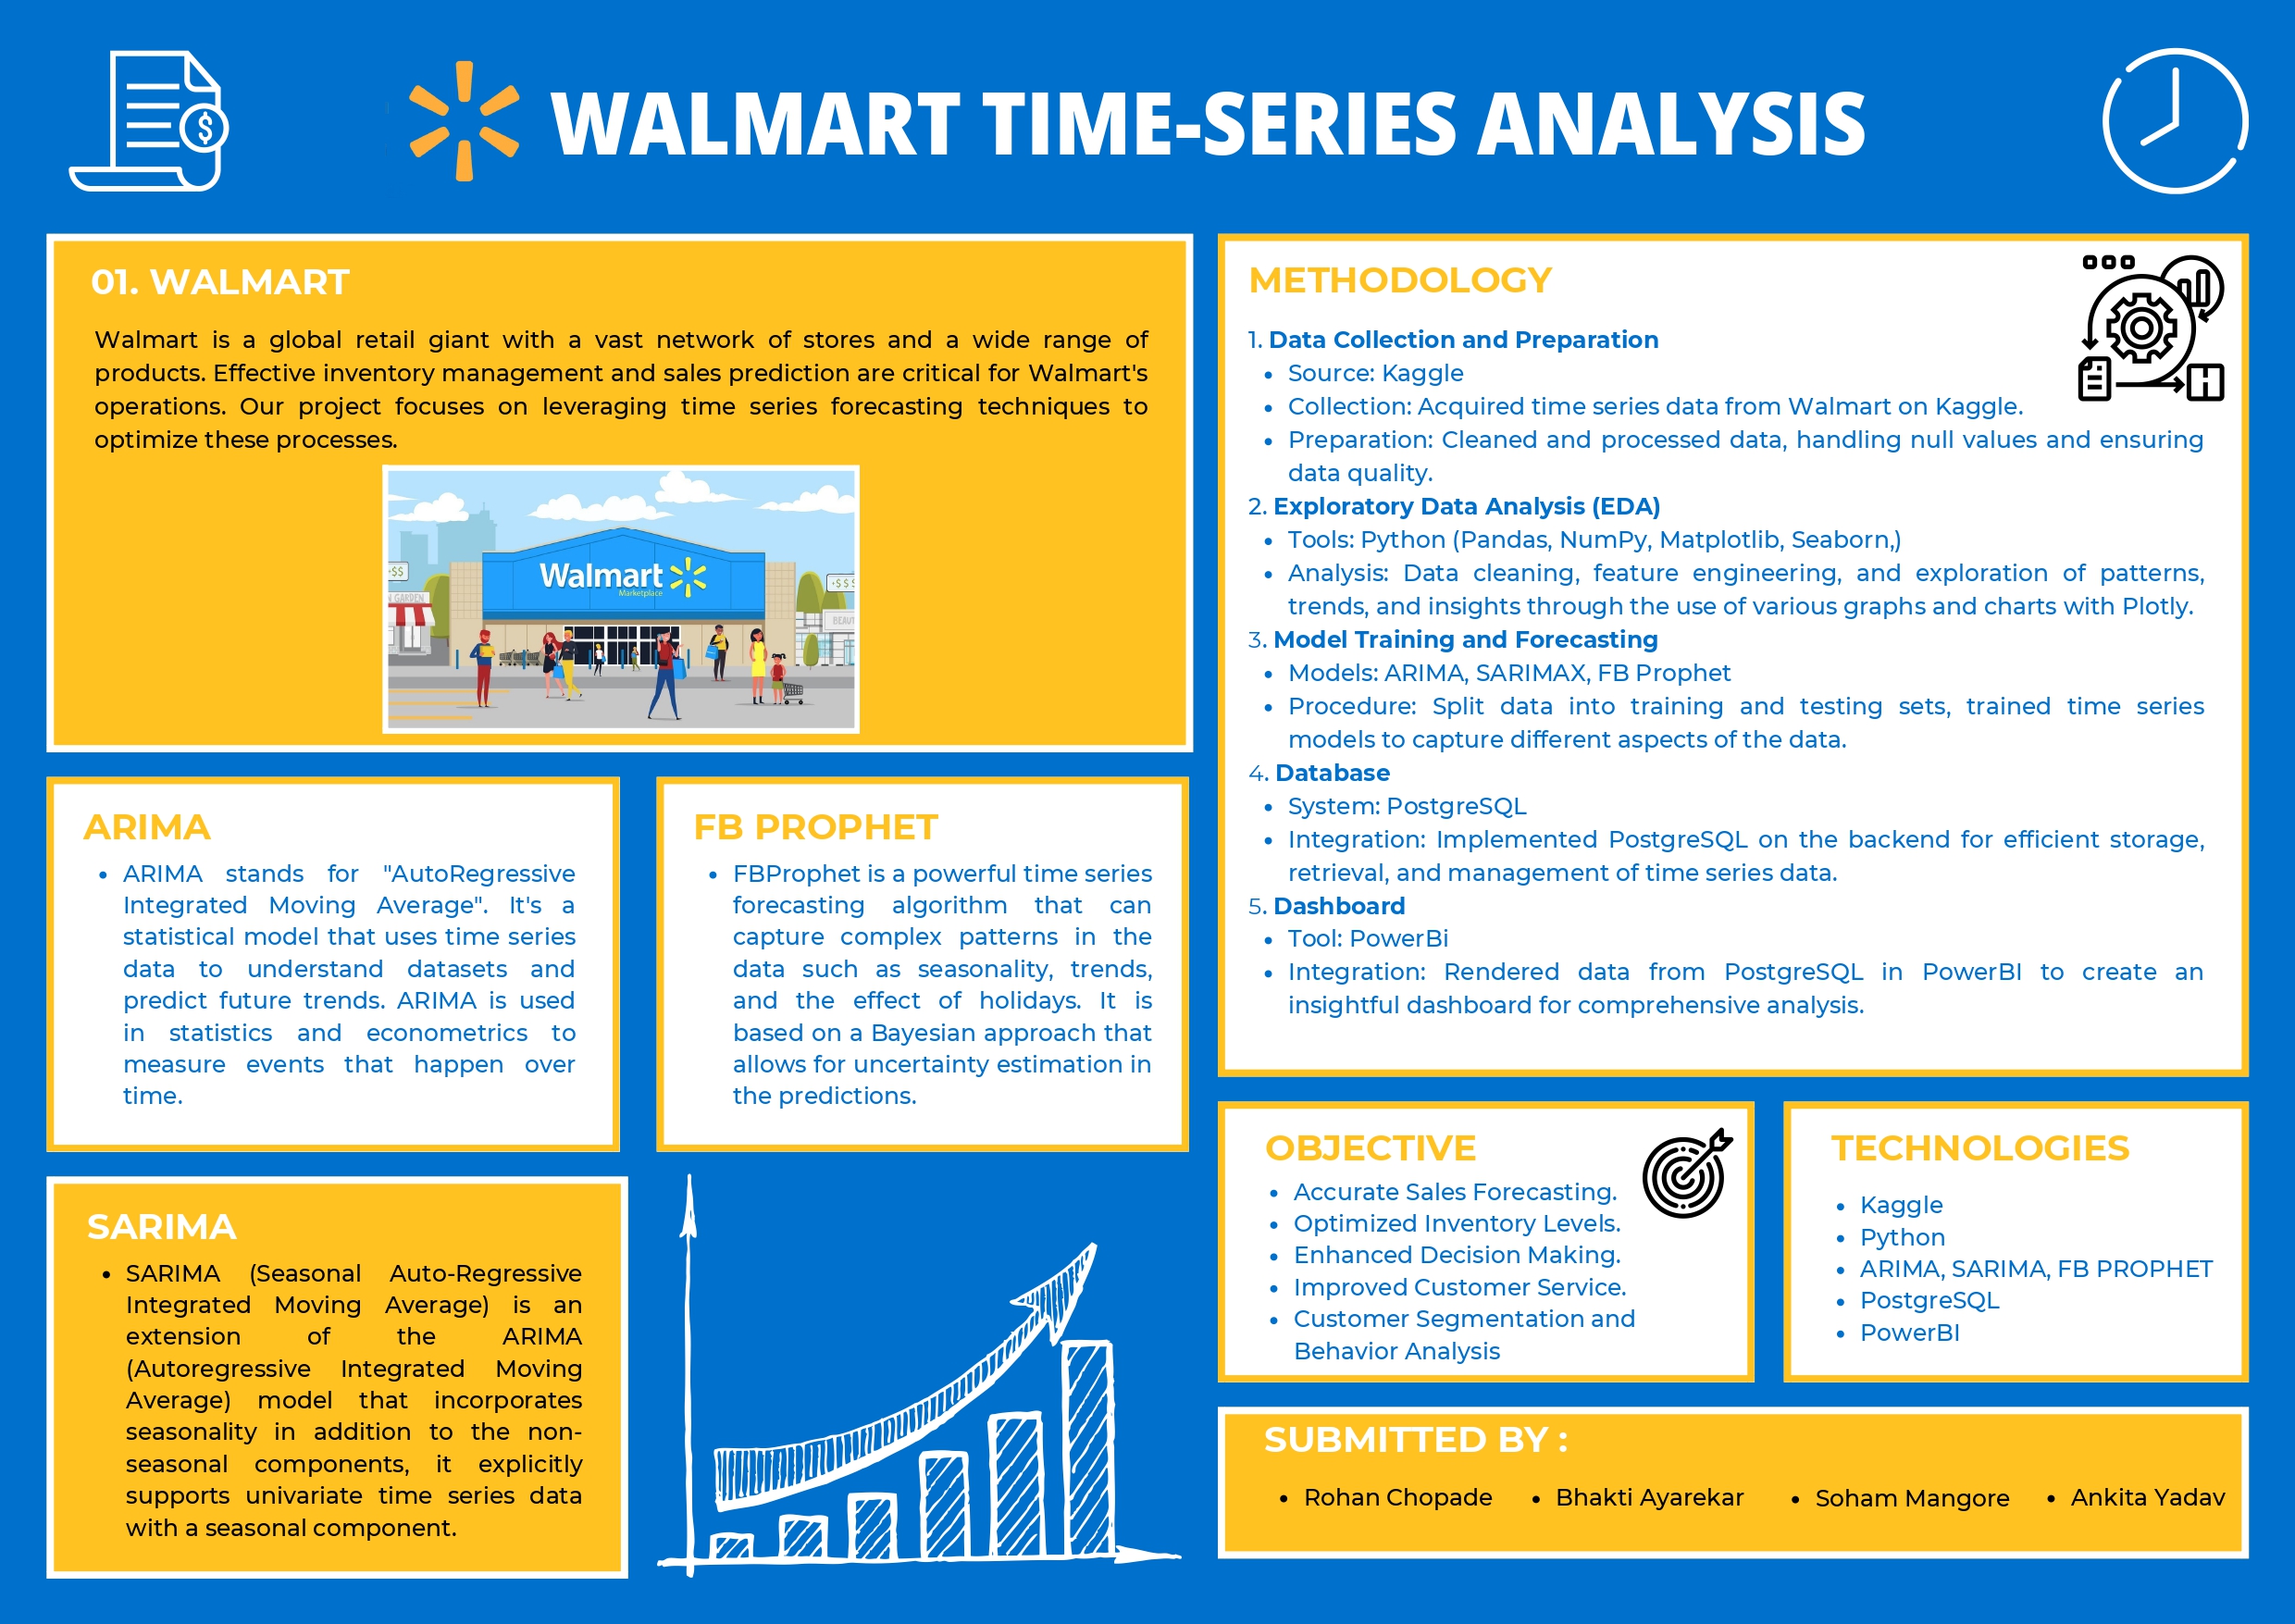 $
WALMART TIME-SERIES ANALYSIS
01. WALMART
Walmart is a global retail giant with a vast network of stores and a wide range of
products. Effective inventory management and sales prediction are critical for Walmart's
operations. Our project focuses on leveraging time series forecasting techniques to
optimize these processes.
Walmart
Marketplace
$$
GARDEN
$$$
BEAUT
ARIMA
• ARIMA stands for "AutoRegressive
Integrated Moving Average". It's a
statistical model that uses time series
data to understand datasets and
predict future trends. ARIMA is used
in statistics and econometrics to
measure events that happen over
time.
FB PROPHET
• FBProphet is a powerful time series
forecasting algorithm that can
capture complex patterns in the
data such as seasonality, trends,
and the effect of holidays. It is
based on a Bayesian approach that
allows for uncertainty estimation in
the predictions.
SARIMA
• SARIMA (Seasonal Auto-Regressive
Integrated Moving Average) is an
extension of the ARIMA
(Autoregressive Integrated Moving
Average) model that incorporates
seasonality in addition to the non-
seasonal components, it explicitly
supports univariate time series data
with a seasonal component.
METHODOLOGY
1. Data Collection and Preparation
• Source: Kaggle
• Collection: Acquired time series data from Walmart on Kaggle.
• Preparation: Cleaned and processed data, handling null values and ensuring
data quality.
2. Exploratory Data Analysis (EDA)
• Tools: Python (Pandas, NumPy, Matplotlib, Seaborn,)
• Analysis: Data cleaning, feature engineering, and exploration of patterns,
trends, and insights through the use of various graphs and charts with Plotly.
3. Model Training and Forecasting
• Models: ARIMA, SARIMAX, FB Prophet
• Procedure: Split data into training and testing sets, trained time series
models to capture different aspects of the data.
4. Database
• System: PostgreSQL
• Integration: Implemented PostgreSQL on the backend for efficient storage,
retrieval, and management of time series data.
5. Dashboard
• Tool: PowerBi
• Integration: Rendered data from PostgreSQL in PowerBI to create an
insightful dashboard for comprehensive analysis.
OBJECTIVE
• Accurate Sales Forecasting.
• Optimized Inventory Levels.
• Enhanced Decision Making.
• Improved Customer Service.
• Customer Segmentation and
Behavior Analysis
TECHNOLOGIES
• Kaggle
• Python
• ARIMA, SARIMA, FB PROPHET
• PostgreSQL
• PowerBI
SUBMITTED BY :
• Rohan Chopade • Bhakti Ayarekar • Soham Mangore • Ankita Yadav